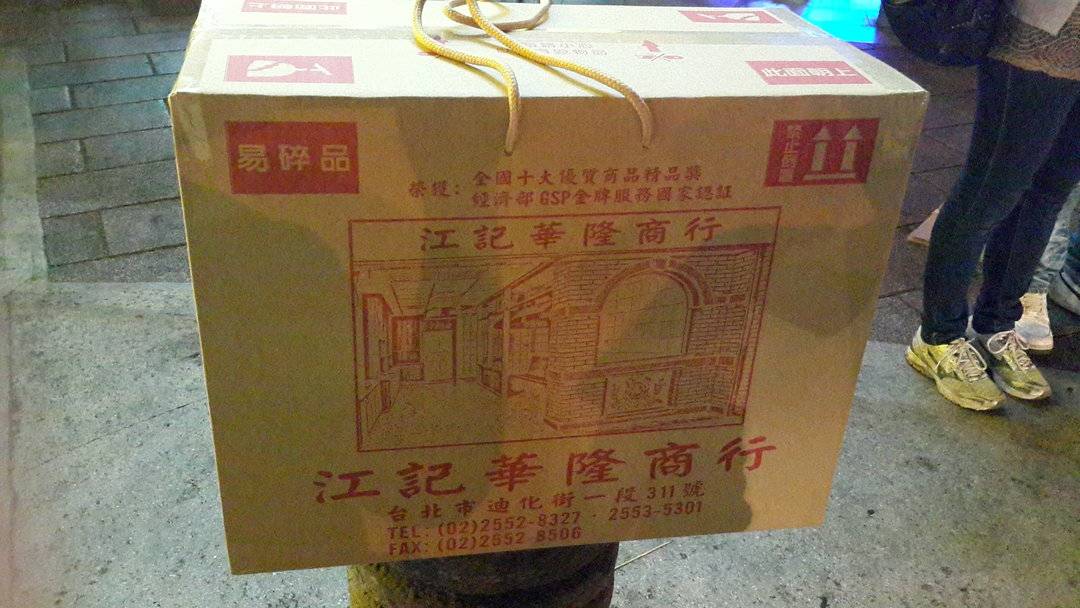 此面朝上
易碎品
禁止倒置
榮獲：全國十大優質商品精品獎
經濟部GSP金牌服務國家認証
江記華隆商行
江記華隆商行
台北市迪化街一段311號
TEL: (02)2552-8327 · 2553-5301
FAX: (02)2552-8506